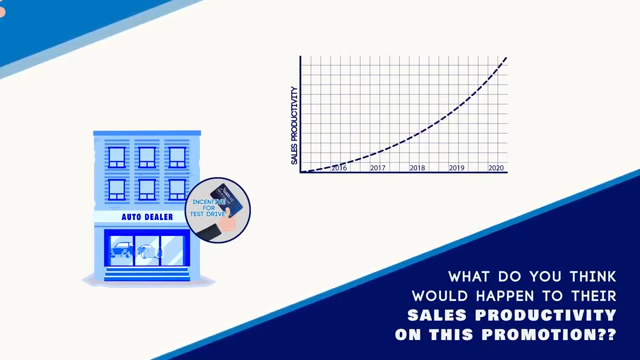 SALES PRODUCTIVITY
2016 2017 2018 2019 2020
AUTO DEALER
INCENTIVE
FOR
TEST DRIVE
WHAT DO YOU THINK
WOULD HAPPEN TO THEIR
SALES PRODUCTIVITY
ON THIS PROMOTION??